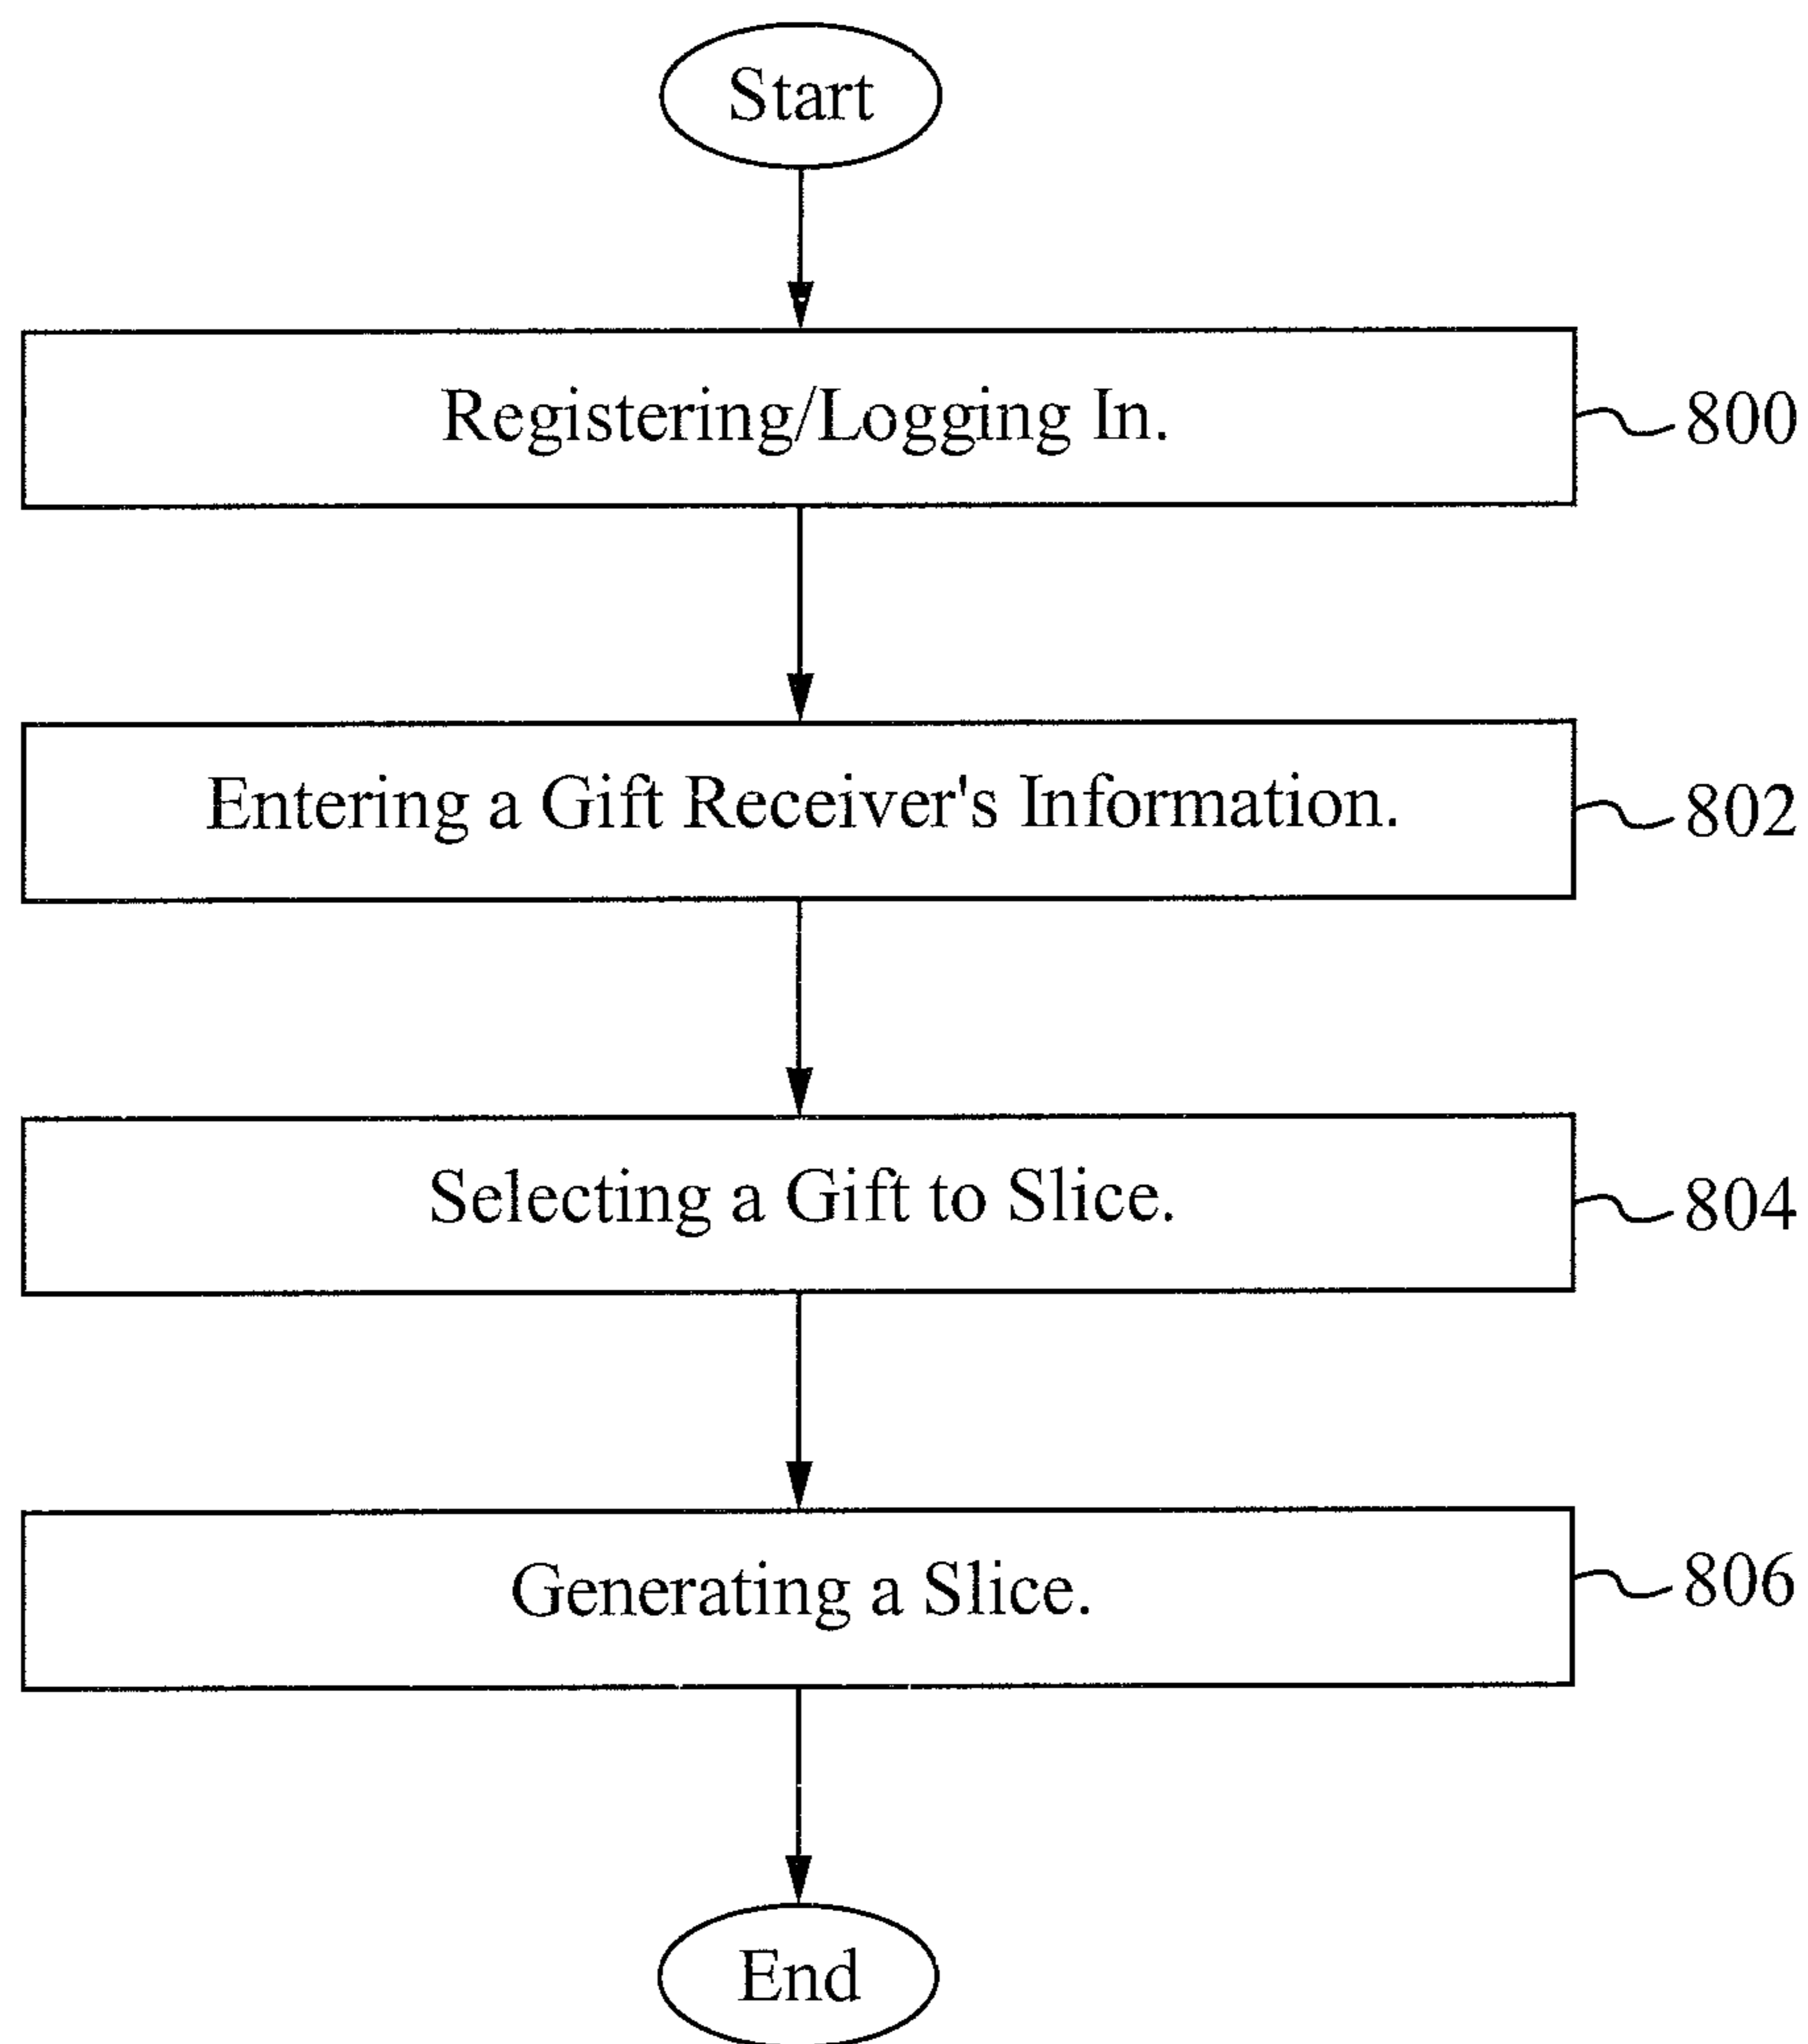 Start
Registering/Logging In.
800
Entering a Gift Receiver's Information.
802
Selecting a Gift to Slice.
804
Generating a Slice.
806
End